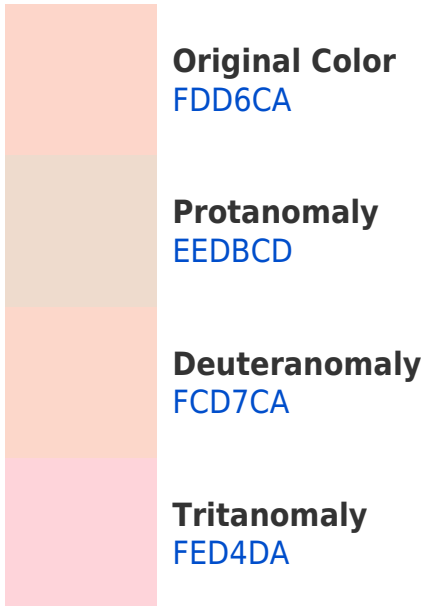 Original Color
FDD6CA
Protanomaly
EEDBCD
Deuteranomaly
FCD7CA
Tritanomaly
FED4DA